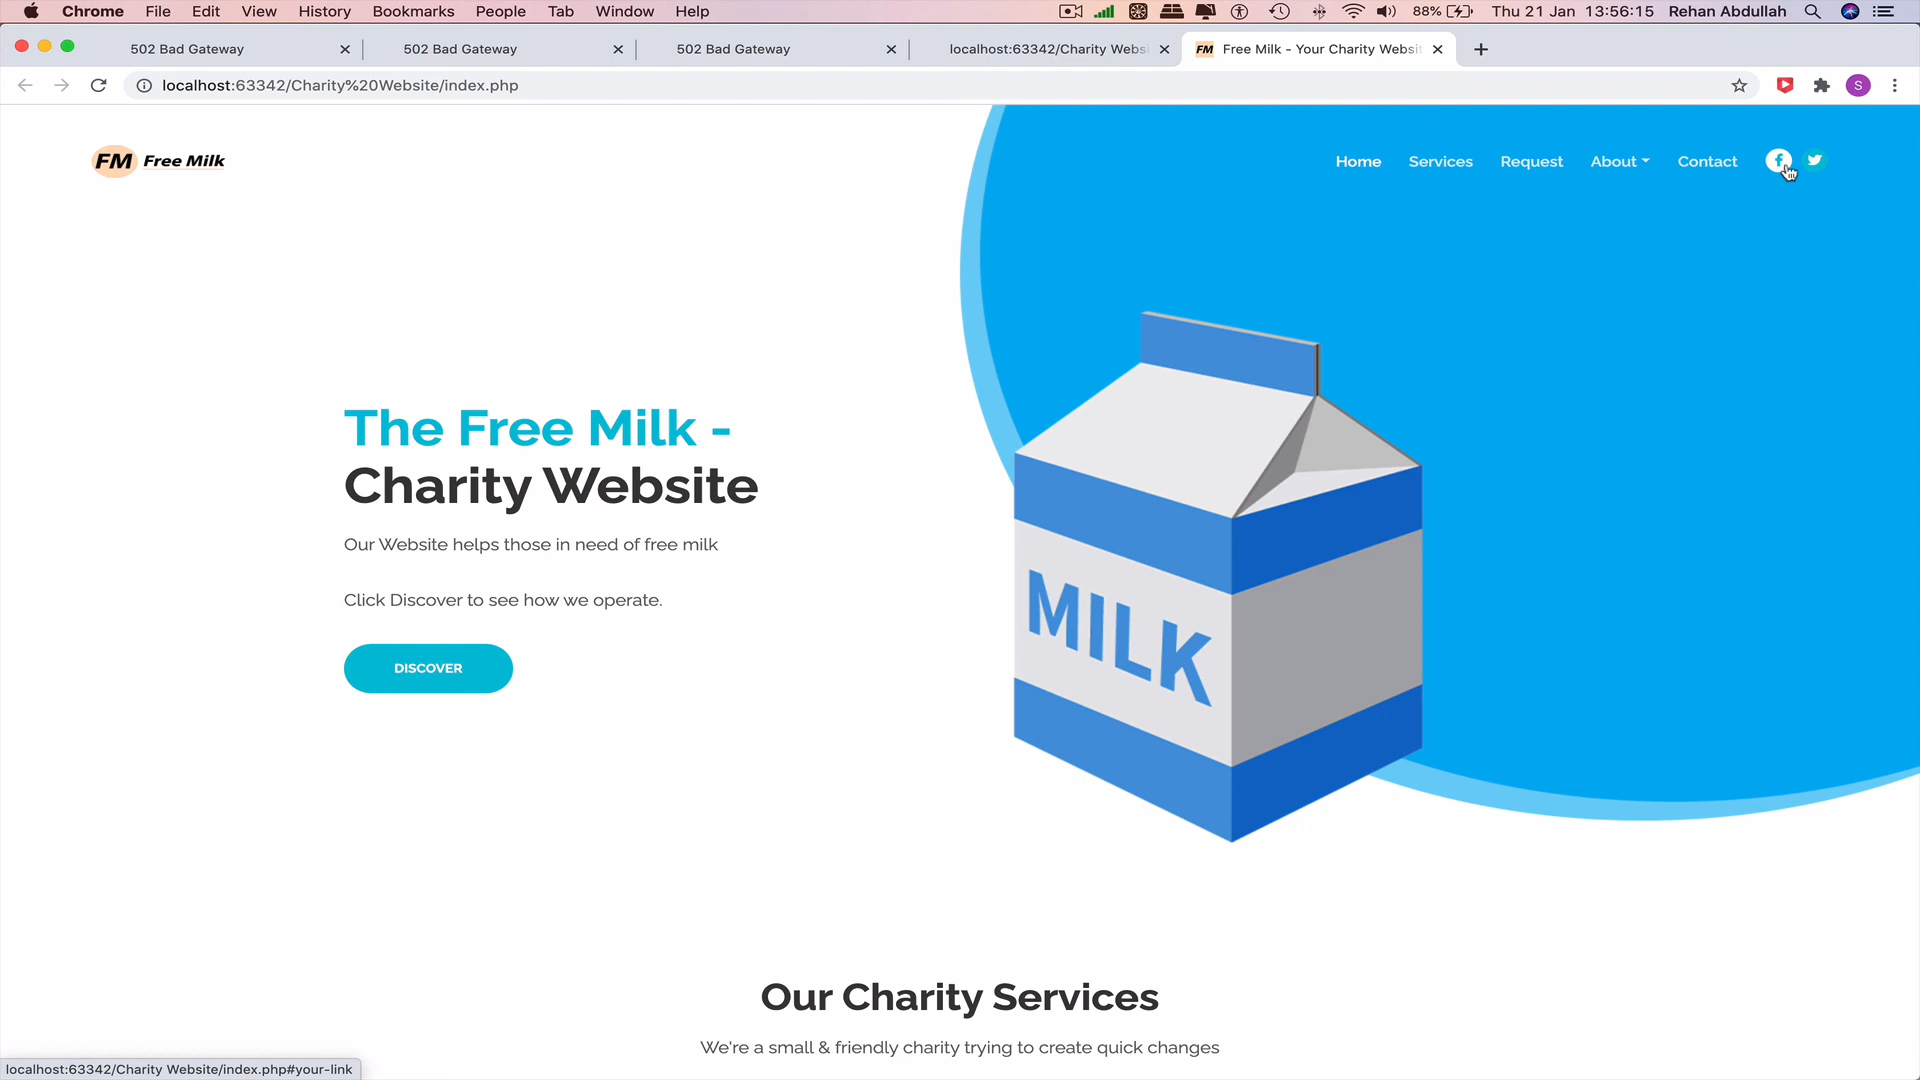 Chrome File Edit View History Bookmarks People Tab Window Help 88% Thu 21 Jan 13:56:15 Rehan Abdullah
502 Bad Gateway 502 Bad Gateway 502 Bad Gateway localhost:63342/Charity Websi FM Free Milk - Your Charity Websit
localhost:63342/Charity%20Website/index.php S
FM Free Milk Home Services Request About Contact
The Free Milk -
Charity Website
Our Website helps those in need of free milk
Click Discover to see how we operate.
DISCOVER
MILK
Our Charity Services
We're a small & friendly charity trying to create quick changes
localhost:63342/Charity Website/index.php#your-link